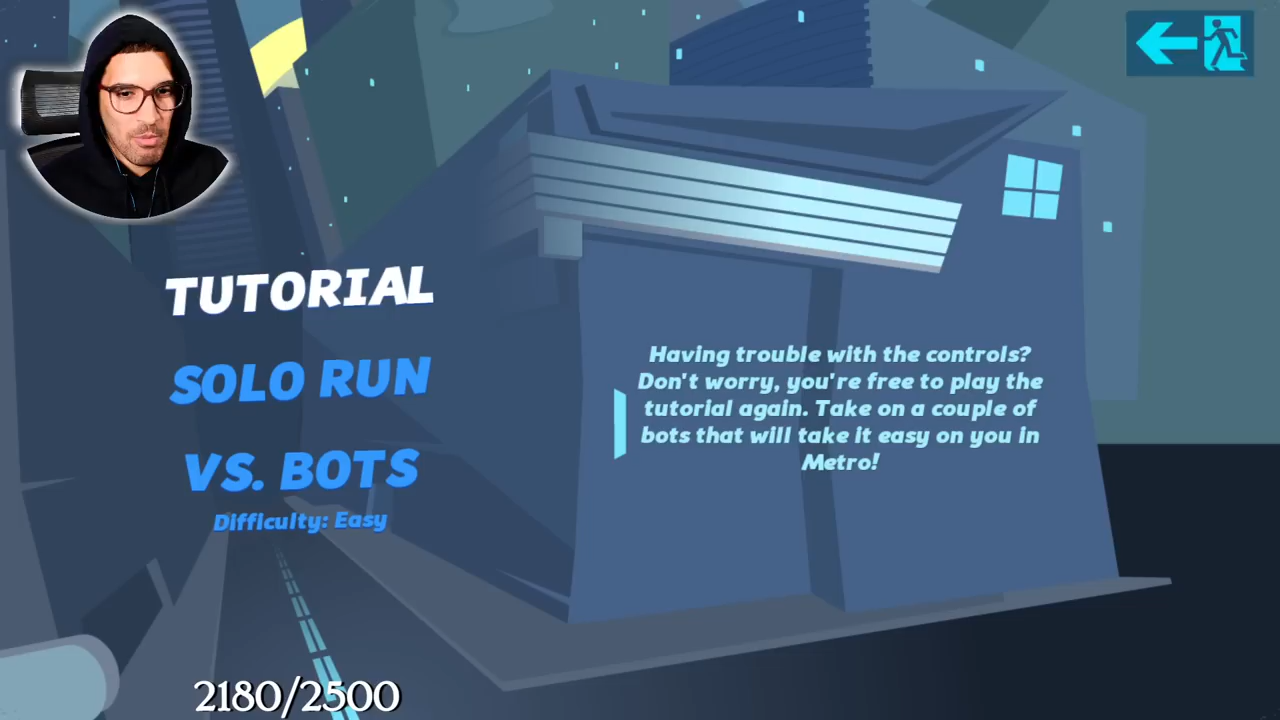 TUTORIAL
SOLO RUN
VS. BOTS
Difficulty: Easy
Having trouble with the controls?
Don't worry, you're free to play the
tutorial again. Take on a couple of
bots that will take it easy on you in
Metro!
2180/2500